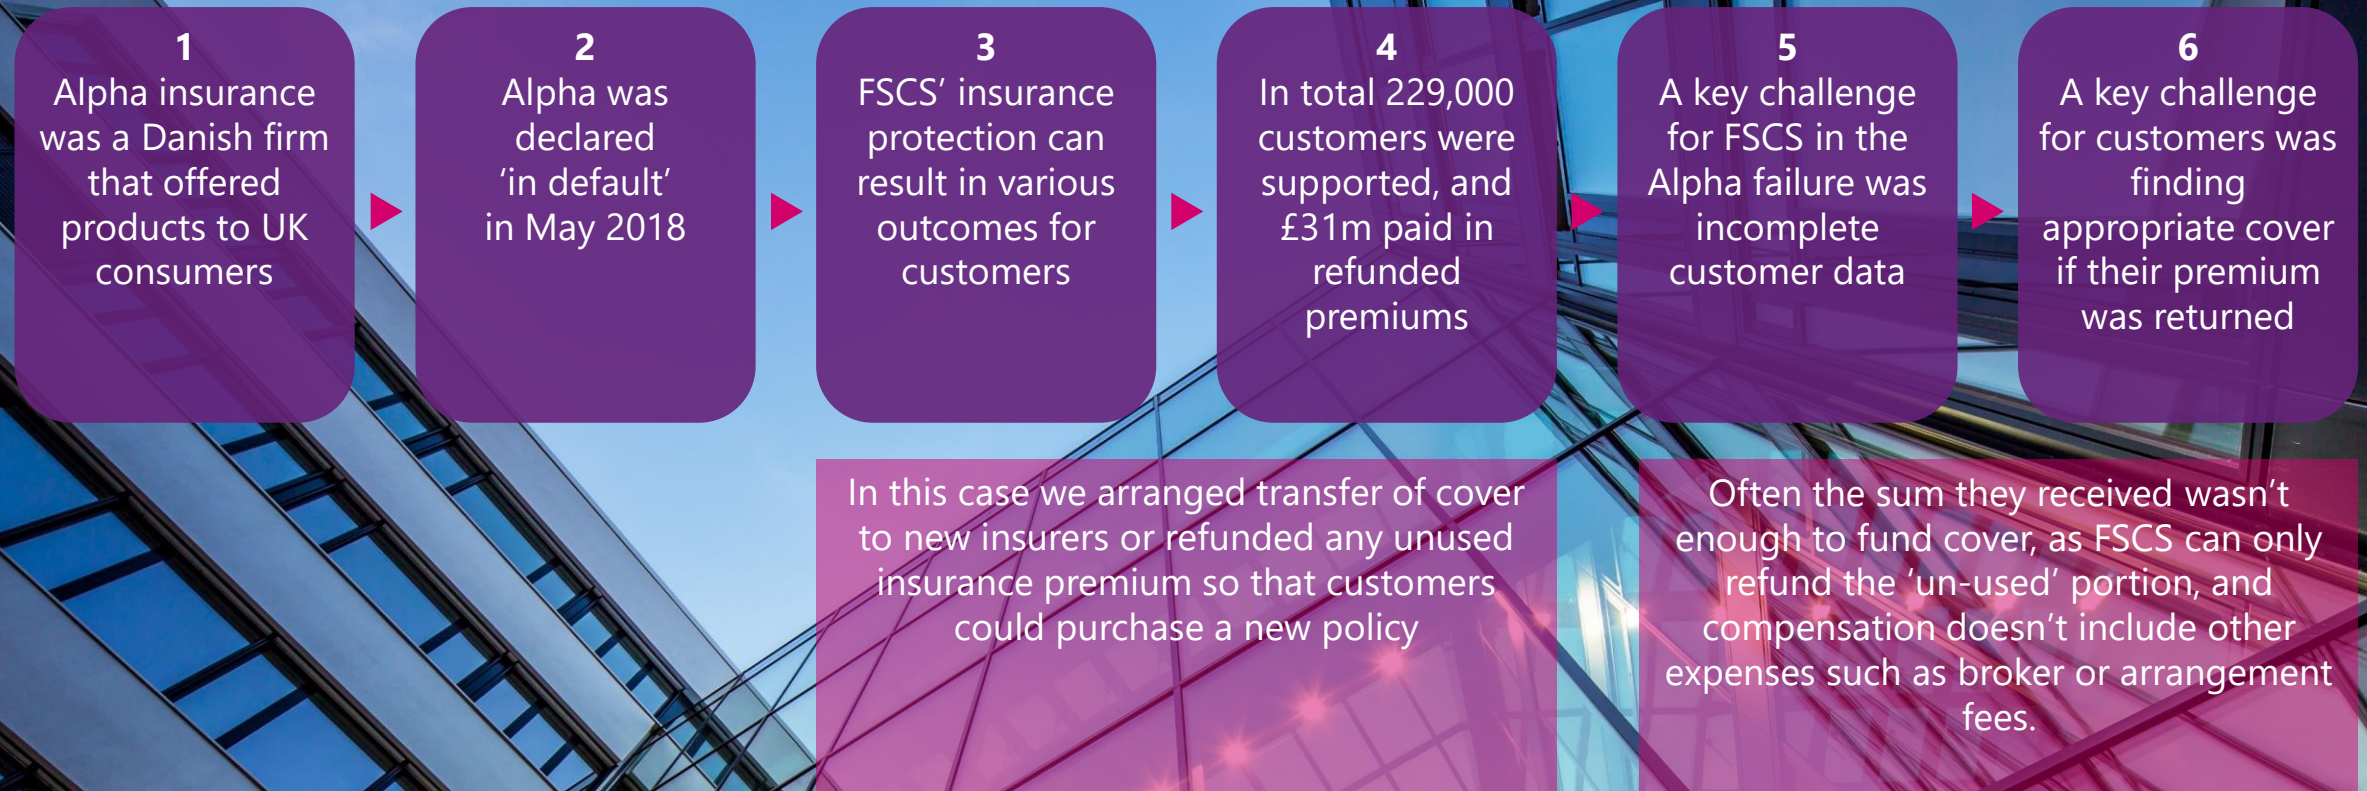 1
Alpha insurance
was a Danish firm
that offered
products to UK
consumers
2
Alpha was
declared
‘in default’
in May 2018
3
FSCS’ insurance
protection can
result in various
outcomes for
customers
4
In total 229,000
customers were
supported, and
£31m paid in
refunded
premiums
5
A key challenge
for FSCS in the
Alpha failure was
incomplete
customer data
6
A key challenge
for customers was
finding
appropriate cover
if their premium
was returned
In this case we arranged transfer of cover
to new insurers or refunded any unused
insurance premium so that customers
could purchase a new policy
Often the sum they received wasn’t
enough to fund cover, as FSCS can only
refund the ‘un-used’ portion, and
compensation doesn’t include other
expenses such as broker or arrangement
fees.